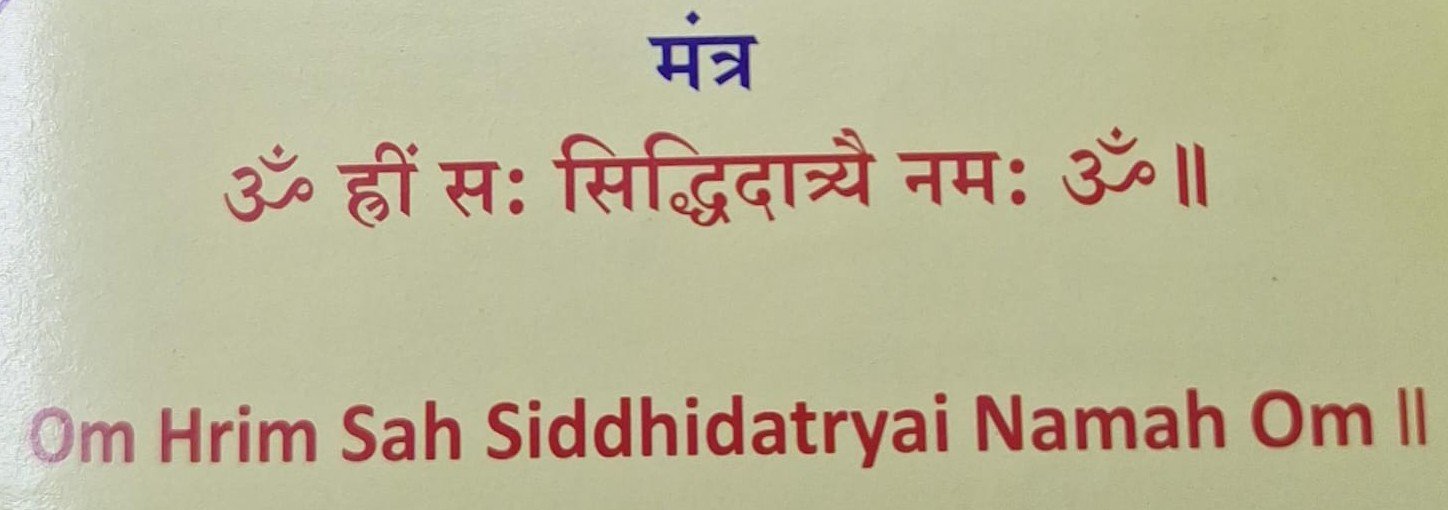 मंत्र
ॐ ह्रीं स: सिद्धिदात्र्यै नम: ॐ॥
Om Hrim Sah Siddhidatryai Namah Om ॥